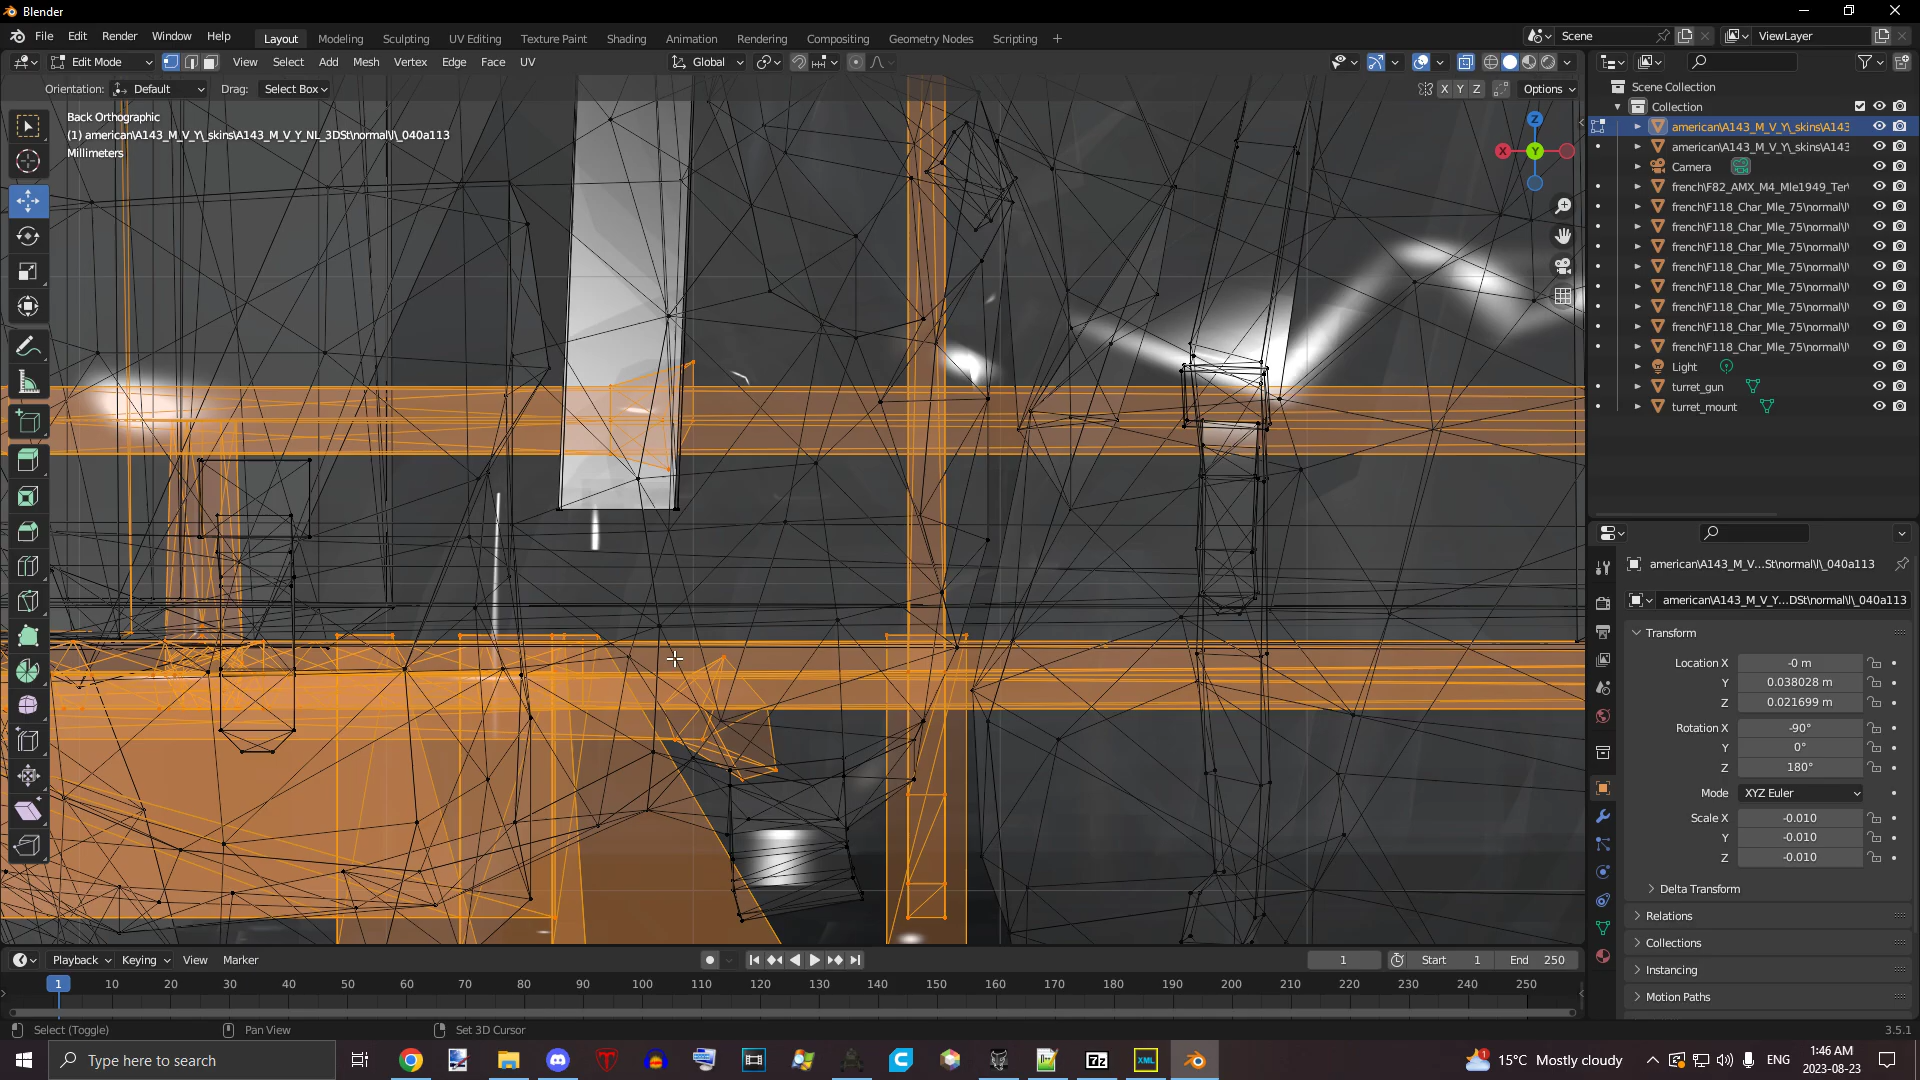 Blender
File Edit Render Window Help
Layout Modeling Sculpting UV Editing Texture Paint Shading Animation Rendering Compositing Geometry Nodes Scripting +
Scene
ViewLayer
Edit Mode View Select Add Mesh Vertex Edge Face UV
Global
Orientation: Default Drag: Select Box
X Y Z Options
Back Orthographic
(1) american\A143_M_V_Y\_skins\A143_M_V_Y_NL_3DSt\normal\l\_040a113
Millimeters
Z
X
Y
Scene Collection
Collection
american\A143_M_V_Y\_skins\A143
american\A143_M_V_Y\_skins\A143
Camera
french\F82_AMX_M4_Mle1949_Ter\
french\F118_Char_Mle_75\normal\l\
french\F118_Char_Mle_75\normal\l\
french\F118_Char_Mle_75\normal\l\
french\F118_Char_Mle_75\normal\l\
french\F118_Char_Mle_75\normal\l\
french\F118_Char_Mle_75\normal\l\
french\F118_Char_Mle_75\normal\l\
french\F118_Char_Mle_75\normal\l\
Light
turret_gun
turret_mount
american\A143_M_V...St\normal\l\_040a113
american\A143_M_V_Y...DSt\normal\l\_040a113
Transform
Location X -0 m
Y 0.038028 m
Z 0.021699 m
Rotation X -90°
Y 0°
Z 180°
Mode XYZ Euler
Scale X -0.010
Y -0.010
Z -0.010
Delta Transform
Relations
Collections
Instancing
Motion Paths
Playback Keying View Marker
1 Start 1 End 250
1 10 20 30 40 50 60 70 80 90 100 110 120 130 140 150 160 170 180 190 200 210 220 230 240 250
Select (Toggle) Pan View Set 3D Cursor
3.5.1
Type here to search
7z
XML
1
15°C Mostly cloudy
ENG
1:46 AM
2023-08-23